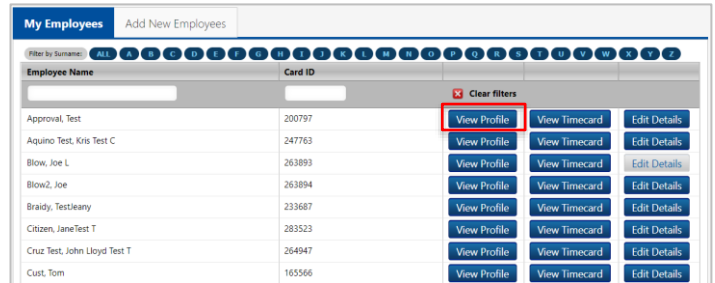 My Employees Add New Employees
Filter by Surname: ALL A B C D E F G H I J K L M N O P Q R S T U V W X Y Z
Employee Name Card ID
Clear filters
Approval, Test 200797 View Profile View Timecard Edit Details
Aquino Test, Kris Test C 247763 View Profile View Timecard Edit Details
Blow, Joe L 263893 View Profile View Timecard Edit Details
Blow2, Joe 263894 View Profile View Timecard Edit Details
Braidy, TestJeany 233687 View Profile View Timecard Edit Details
Citizen, JaneTest T 283523 View Profile View Timecard Edit Details
Cruz Test, John Lloyd Test T 264947 View Profile View Timecard Edit Details
Cust, Tom 165566 View Profile View Timecard Edit Details